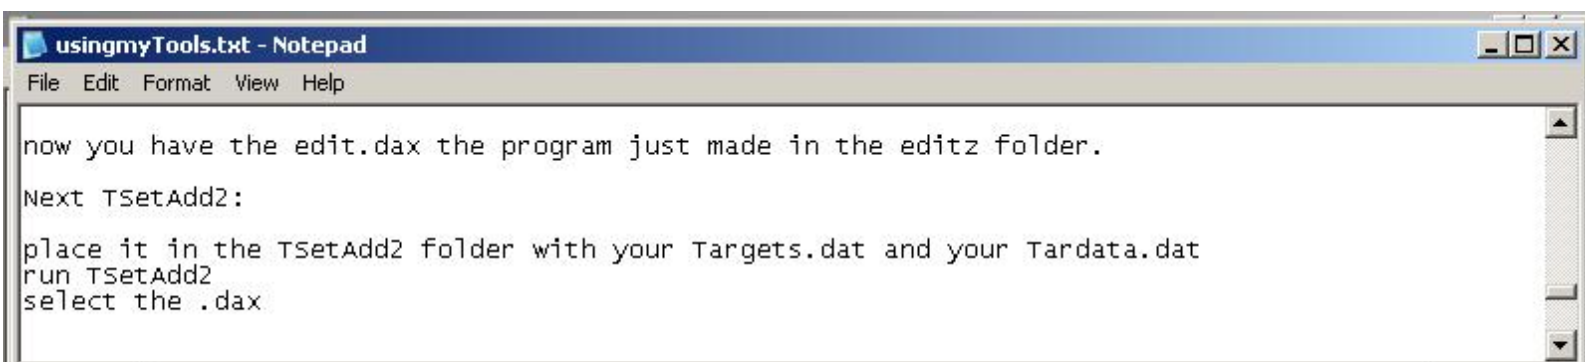 usingmyTools.txt - Notepad
File Edit Format View Help
now you have the edit.dax the program just made in the editz folder.
Next TSetAdd2:
place it in the TSetAdd2 folder with your Targets.dat and your Tardata.dat
run TSetAdd2
select the .dax